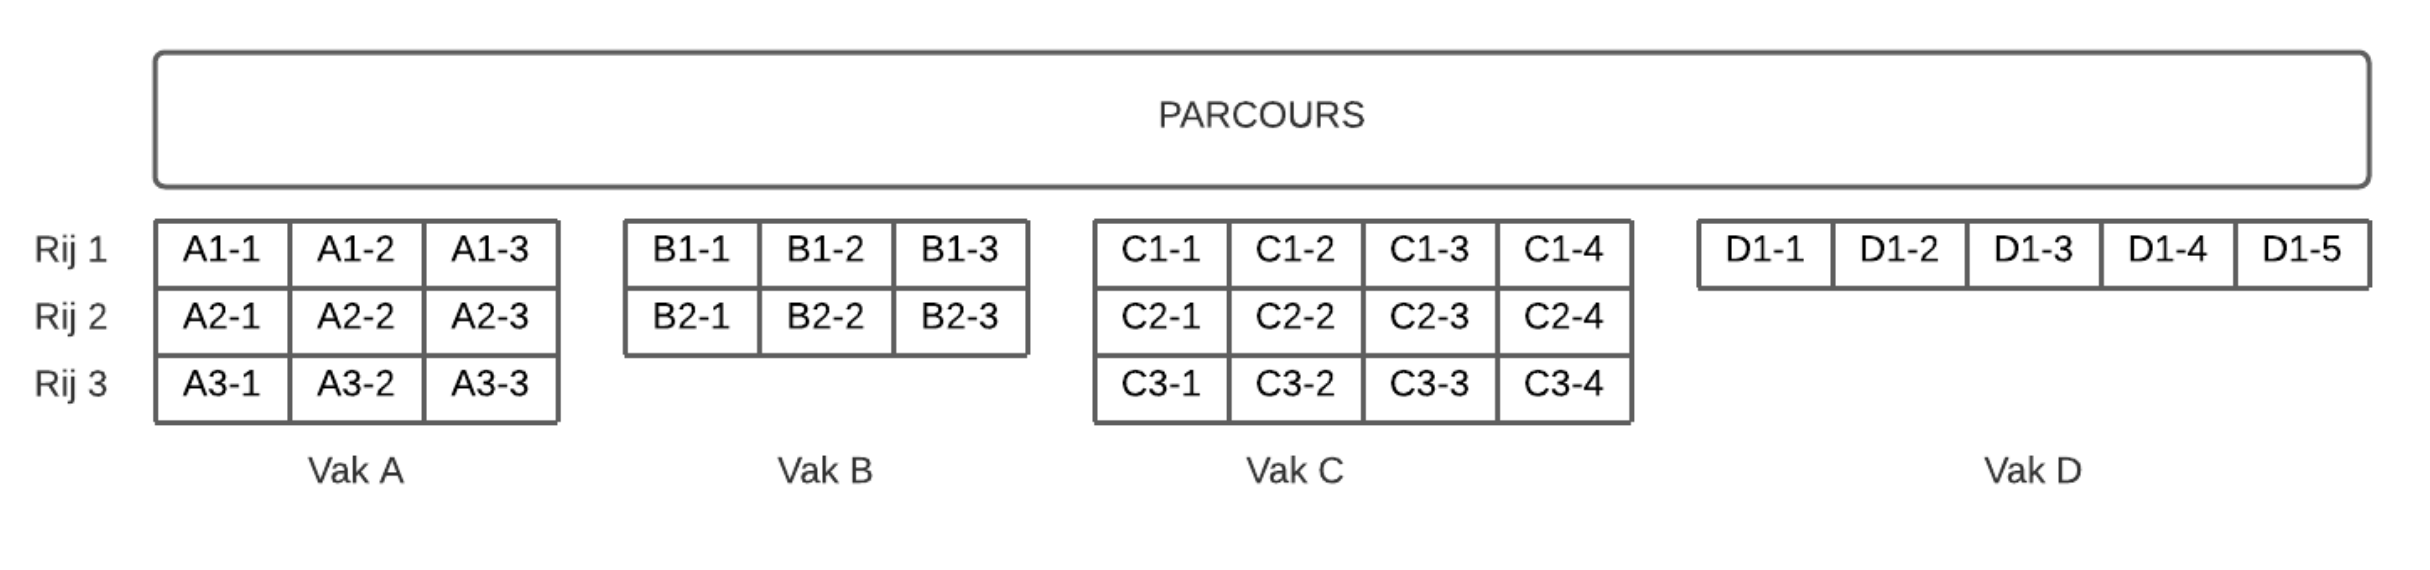 PARCOURS
Rij 1 A1-1 A1-2 A1-3 B1-1 B1-2 B1-3 C1-1 C1-2 C1-3 C1-4 D1-1 D1-2 D1-3 D1-4 D1-5
Rij 2 A2-1 A2-2 A2-3 B2-1 B2-2 B2-3 C2-1 C2-2 C2-3 C2-4
Rij 3 A3-1 A3-2 A3-3 C3-1 C3-2 C3-3 C3-4
Vak A Vak B Vak C Vak D